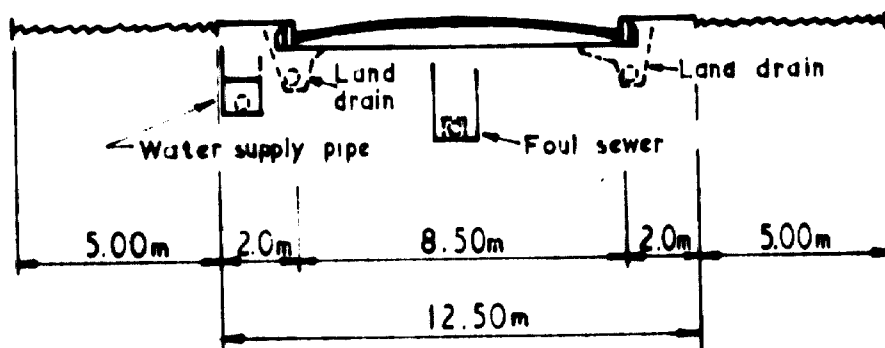 Land
drain
Land drain
Water supply pipe
Foul sewer
5.00m
2.0m
8.50m
2.0m
5.00m
12.50m